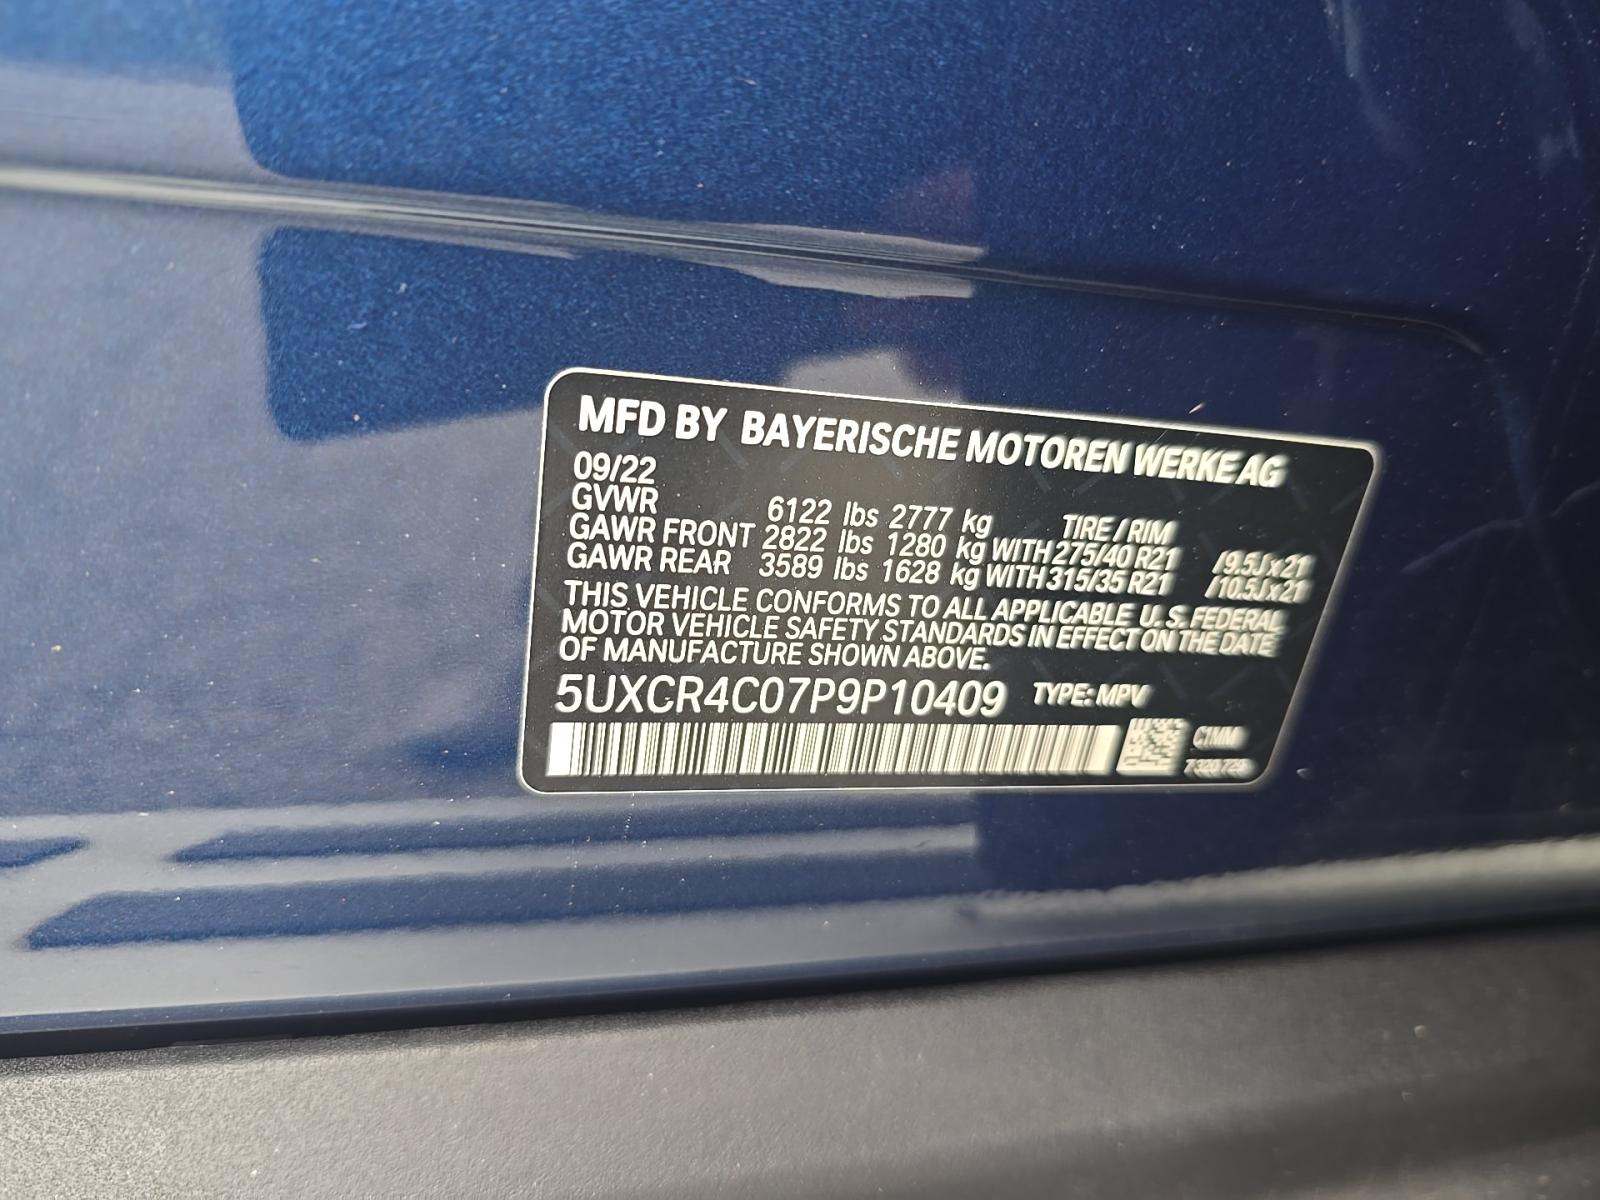 MFD BY BAYERISCHE MOTOREN WERKE AG
09/22
GVWR 6122 lbs 2777 kg TIRE / RIM
GAWR FRONT 2822 lbs 1280 kg WITH 275/40 R21 /9.5J x 21
GAWR REAR 3589 lbs 1628 kg WITH 315/35 R21 /10.5J x 21
THIS VEHICLE CONFORMS TO ALL APPLICABLE U. S. FEDERAL
MOTOR VEHICLE SAFETY STANDARDS IN EFFECT ON THE DATE
OF MANUFACTURE SHOWN ABOVE.
5UXCR4C07P9P10409 TYPE: MPV